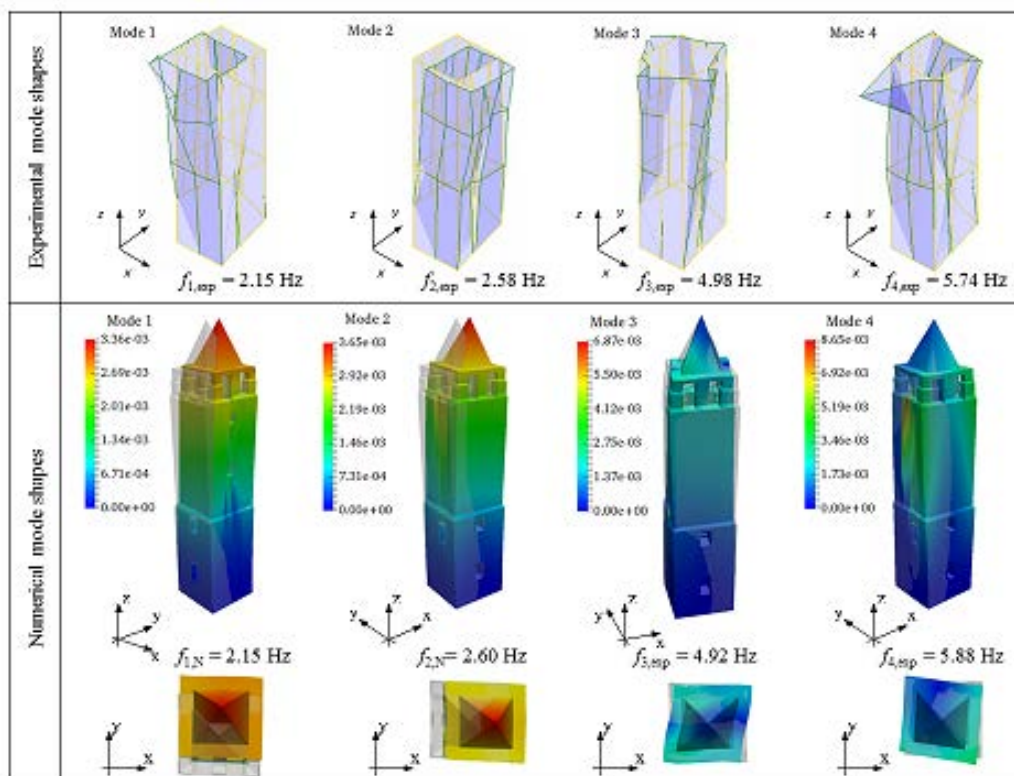 Experimental mode shapes
Mode 1
Mode 2
Mode 3
Mode 4
z y x
z y x
z y x
z y x
f1,exp = 2.15 Hz
f2,exp = 2.58 Hz
f3,exp = 4.98 Hz
f4,exp = 5.74 Hz
Numerical mode shapes
Mode 1
3.36e-03
2.69e-03
2.01e-03
1.34e-03
6.71e-04
0.00e+00
Mode 2
3.65e-03
2.92e-03
2.19e-03
1.46e-03
7.31e-04
0.00e+00
Mode 3
6.87e-03
5.50e-03
4.12e-03
2.75e-03
1.37e-03
0.00e+00
Mode 4
8.65e-03
6.92e-03
5.19e-03
3.46e-03
1.73e-03
0.00e+00
z y x
z y x
z y x
z y x
f1,N = 2.15 Hz
f2,N = 2.60 Hz
f3,exp = 4.92 Hz
f4,exp = 5.88 Hz
y x
y x
y x
y x